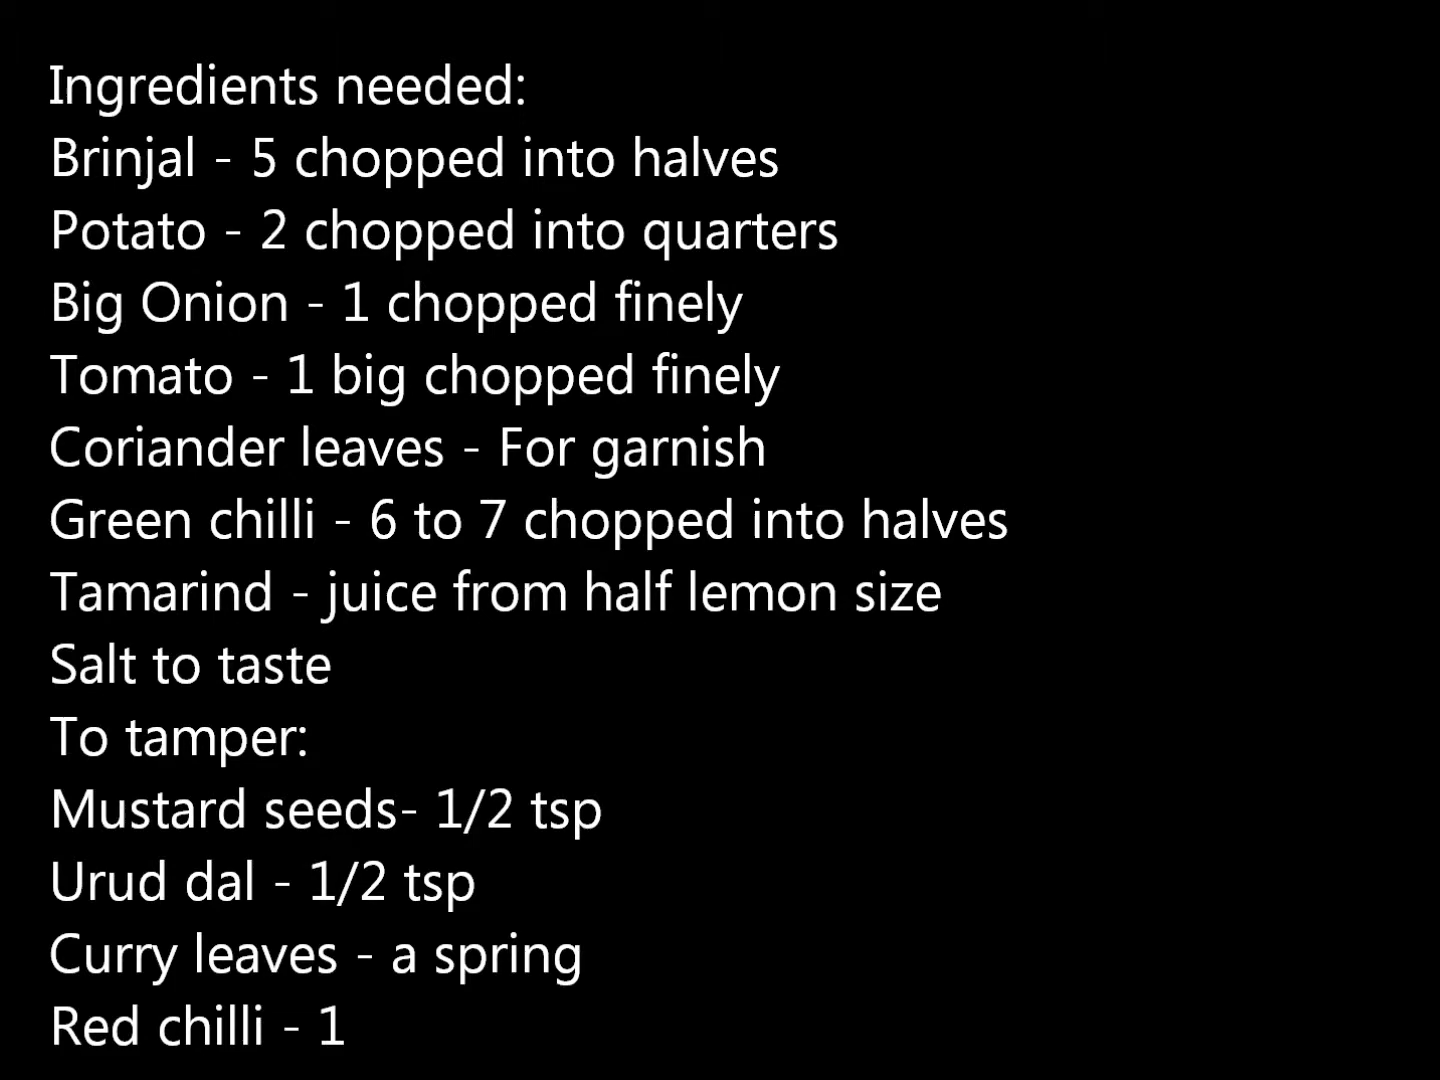 Ingredients needed:
Brinjal - 5 chopped into halves
Potato - 2 chopped into quarters
Big Onion - 1 chopped finely
Tomato - 1 big chopped finely
Coriander leaves - For garnish
Green chilli - 6 to 7 chopped into halves
Tamarind - juice from half lemon size
Salt to taste
To tamper:
Mustard seeds- 1/2 tsp
Urud dal - 1/2 tsp
Curry leaves - a spring
Red chilli - 1